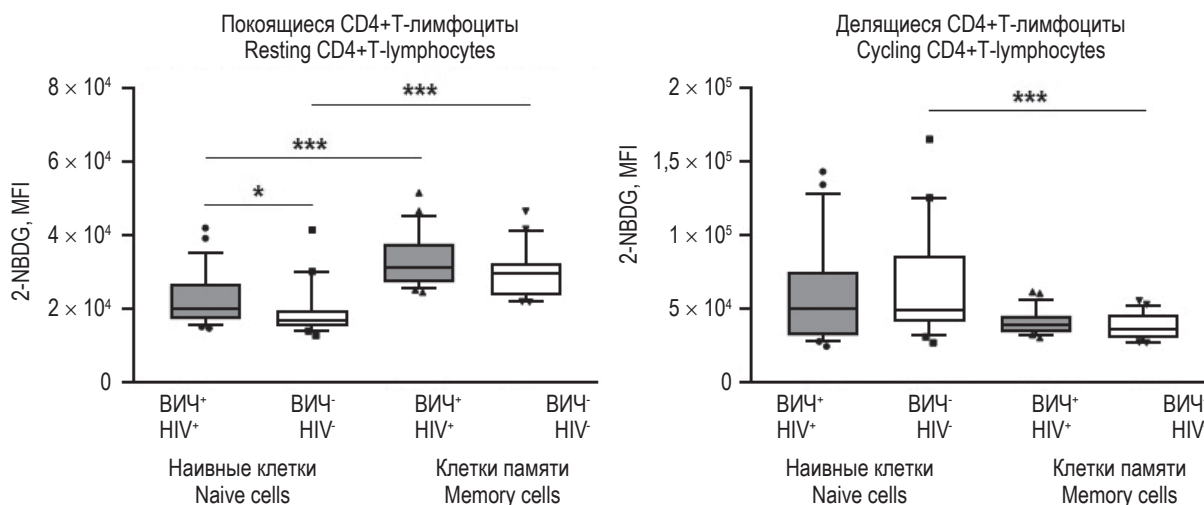 Покоящиеся CD4+Т-лимфоциты
Resting CD4+T-lymphocytes
2-NBDG, MFI
8 × 10⁴
6 × 10⁴
4 × 10⁴
2 × 10⁴
0
***
***
*
ВИЧ⁺ ВИЧ⁻ ВИЧ⁺ ВИЧ⁻
HIV⁺ HIV⁻ HIV⁺ HIV⁻
Наивные клетки Клетки памяти
Naive cells Memory cells
Делящиеся CD4+Т-лимфоциты
Cycling CD4+T-lymphocytes
2-NBDG, MFI
2 × 10⁵
1,5 × 10⁵
1 × 10⁵
5 × 10⁴
0
***
ВИЧ⁺ ВИЧ⁻ ВИЧ⁺ ВИЧ
HIV⁺ HIV⁻ HIV⁺ HIV
Наивные клетки Клетки памяти
Naive cells Memory cells